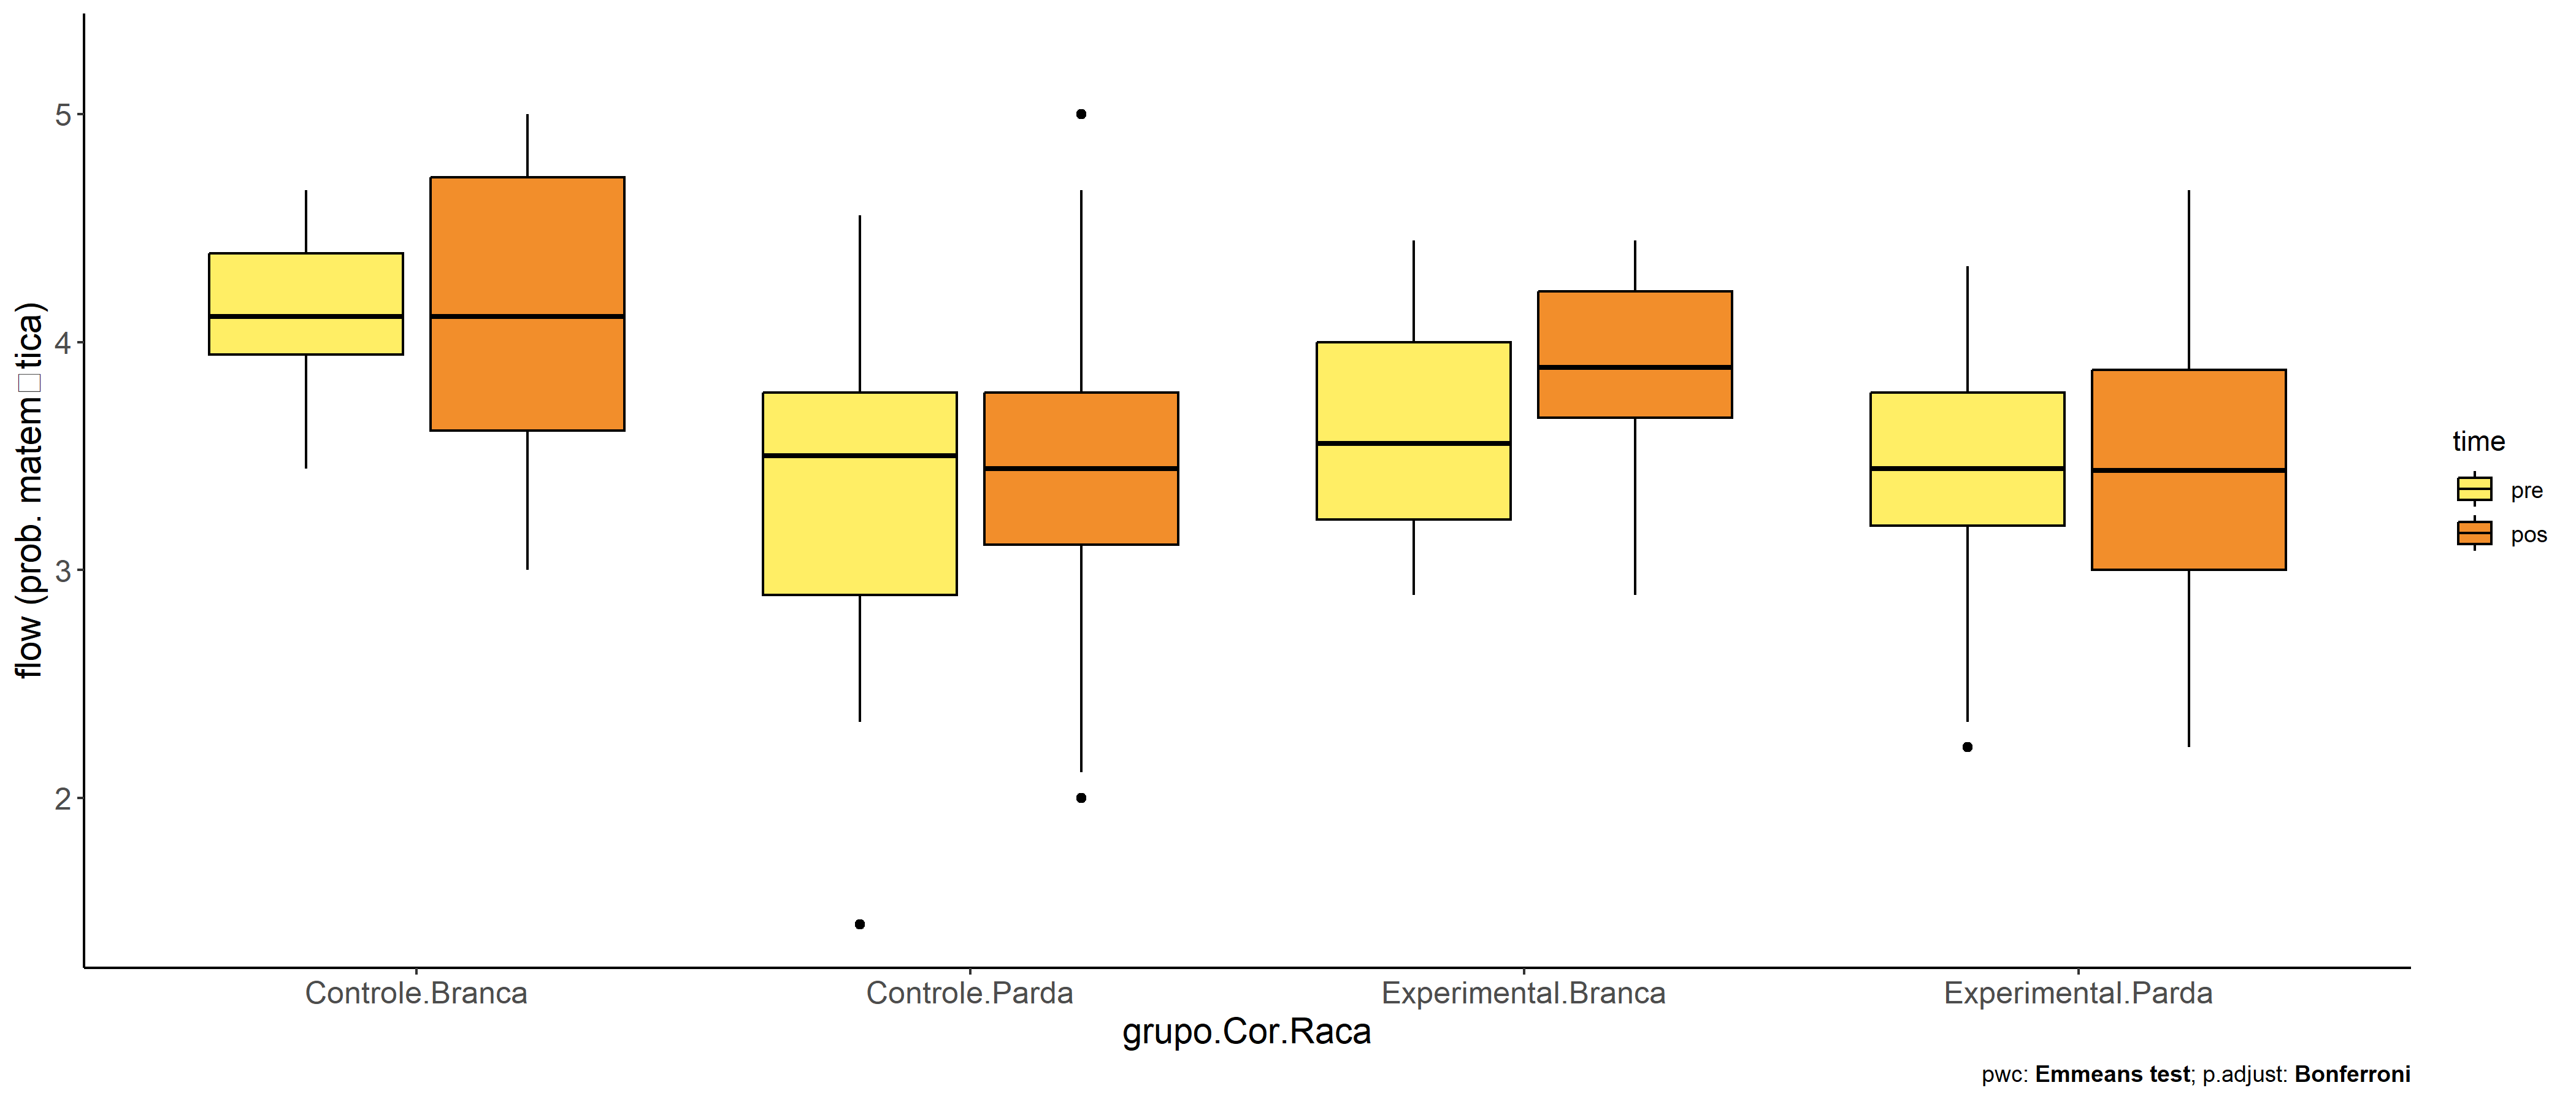 flow (prob. matem□tica)
5
4
3
2
Controle.Branca
Controle.Parda
Experimental.Branca
Experimental.Parda
grupo.Cor.Raca
time
pre
pos
pwc: Emmeans test; p.adjust: Bonferroni